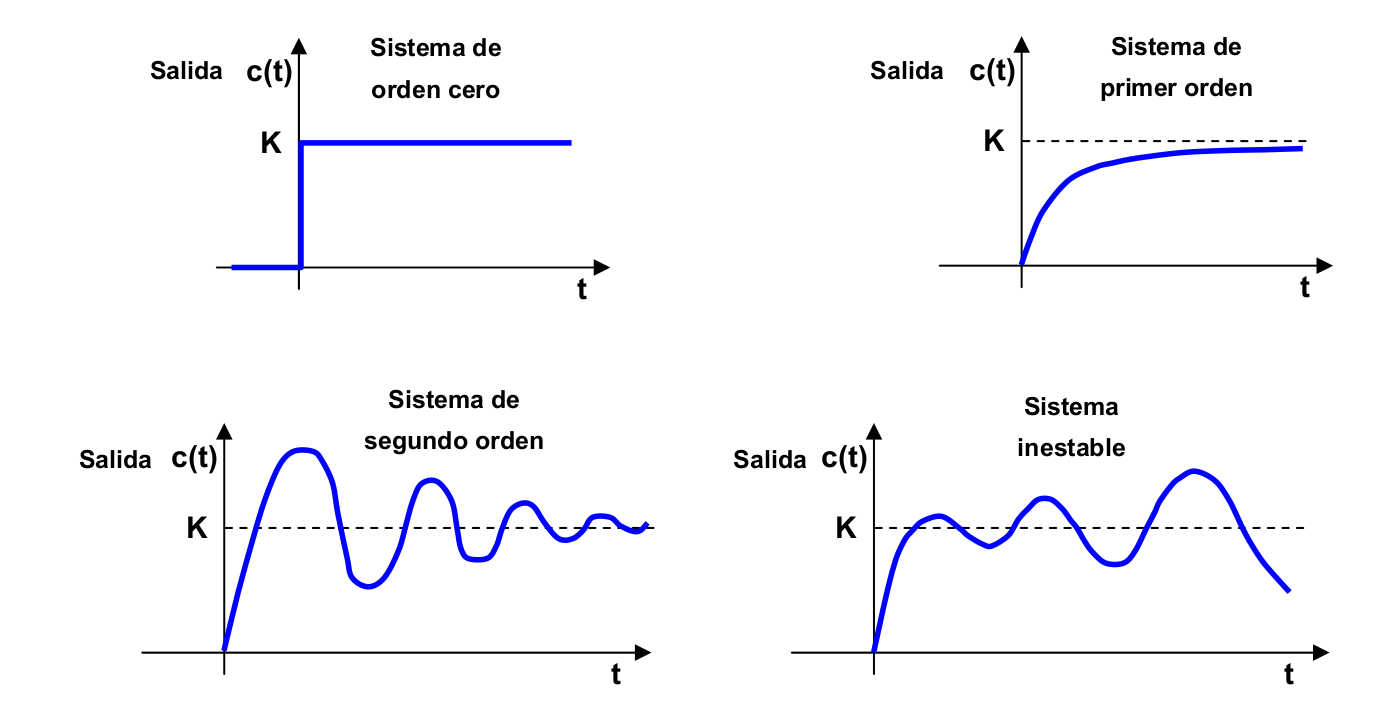 Sistema de
orden cero
Salida c(t)
K
t
Sistema de
primer orden
Salida c(t)
K
t
Sistema de
segundo orden
Salida c(t)
K
t
Sistema
inestable
Salida c(t)
K
t